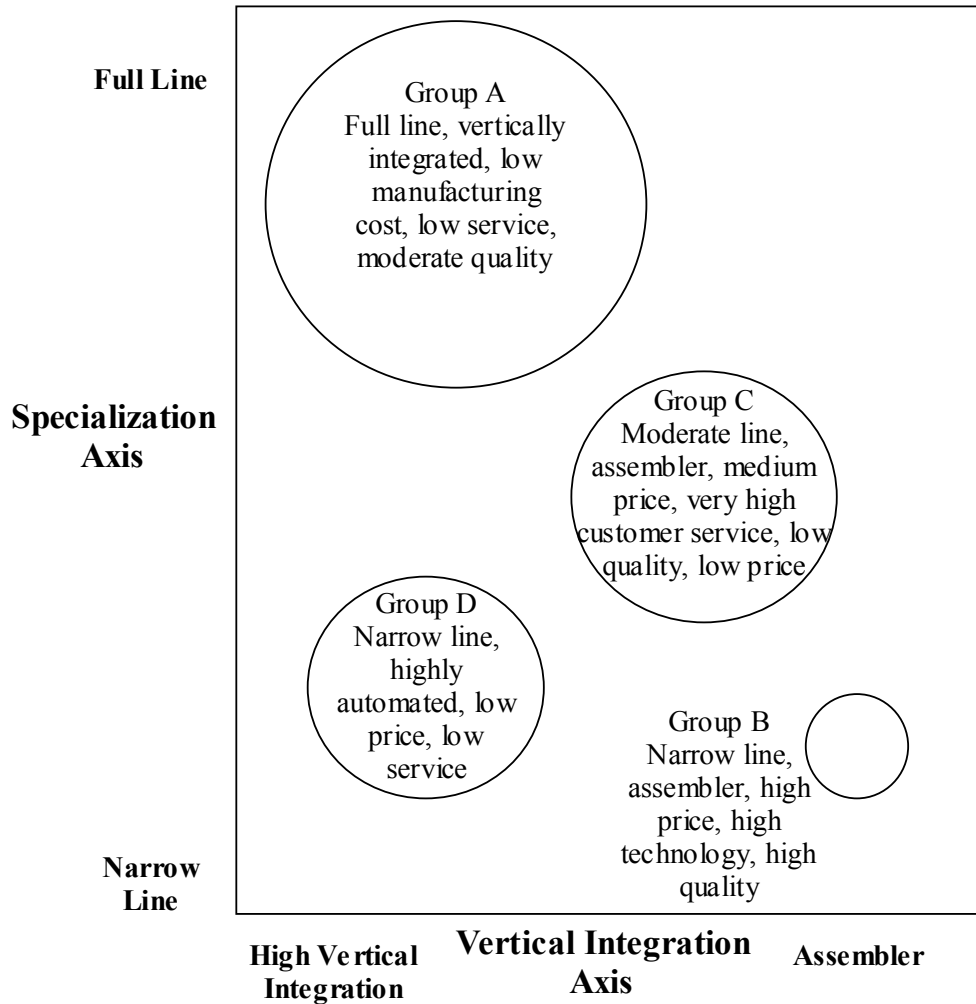 Full Line
Group A
Full line, vertically
integrated, low
manufacturing
cost, low service,
moderate quality
Specialization
Axis
Group C
Moderate line,
assembler, medium
price, very high
customer service, low
quality, low price
Group D
Narrow line,
highly
automated, low
price, low
service
Group B
Narrow line,
assembler, high
price, high
technology, high
quality
Narrow
Line
High Vertical
Integration
Vertical Integration
Axis
Assembler